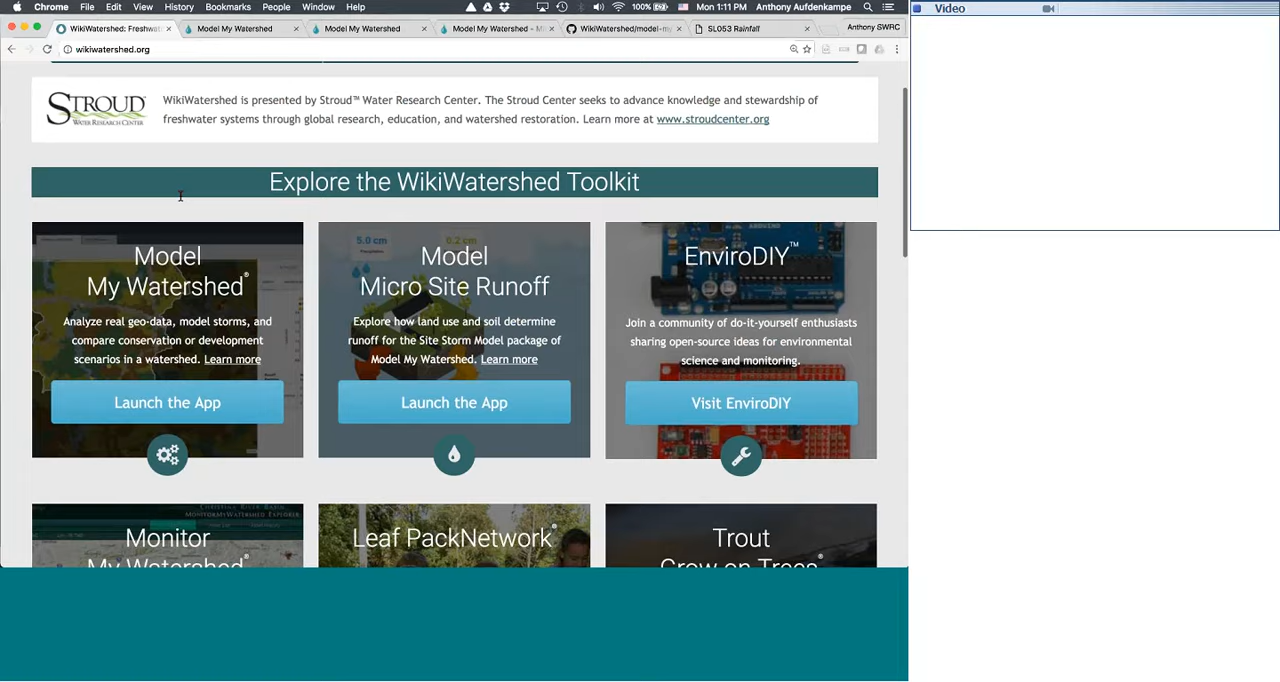 Chrome File Edit View History Bookmarks People Window Help 100% Mon 1:11 PM Anthony Aufdenkampe
Video
WikiWatershed: Freshwat Model My Watershed Model My Watershed Model My Watershed - Mi WikiWatershed/model-my SL053 Rainfall Anthony SWRC
wikiwatershed.org
STROUD
WATER RESEARCH CENTER
WikiWatershed is presented by Stroud™ Water Research Center. The Stroud Center seeks to advance knowledge and stewardship of
freshwater systems through global research, education, and watershed restoration. Learn more at www.stroudcenter.org
Explore the WikiWatershed Toolkit
Model
My Watershed®
Analyze real geo-data, model storms, and
compare conservation or development
scenarios in a watershed. Learn more
Launch the App
5.0 cm 0.2 cm
Model
Micro Site Runoff
Explore how land use and soil determine
runoff for the Site Storm Model package of
Model My Watershed. Learn more
Launch the App
EnviroDIY™
Join a community of do-it-yourself enthusiasts
sharing open-source ideas for environmental
science and monitoring.
Visit EnviroDIY
Monitor
My Watershed®
Leaf PackNetwork®
Trout
Grow on Trees®